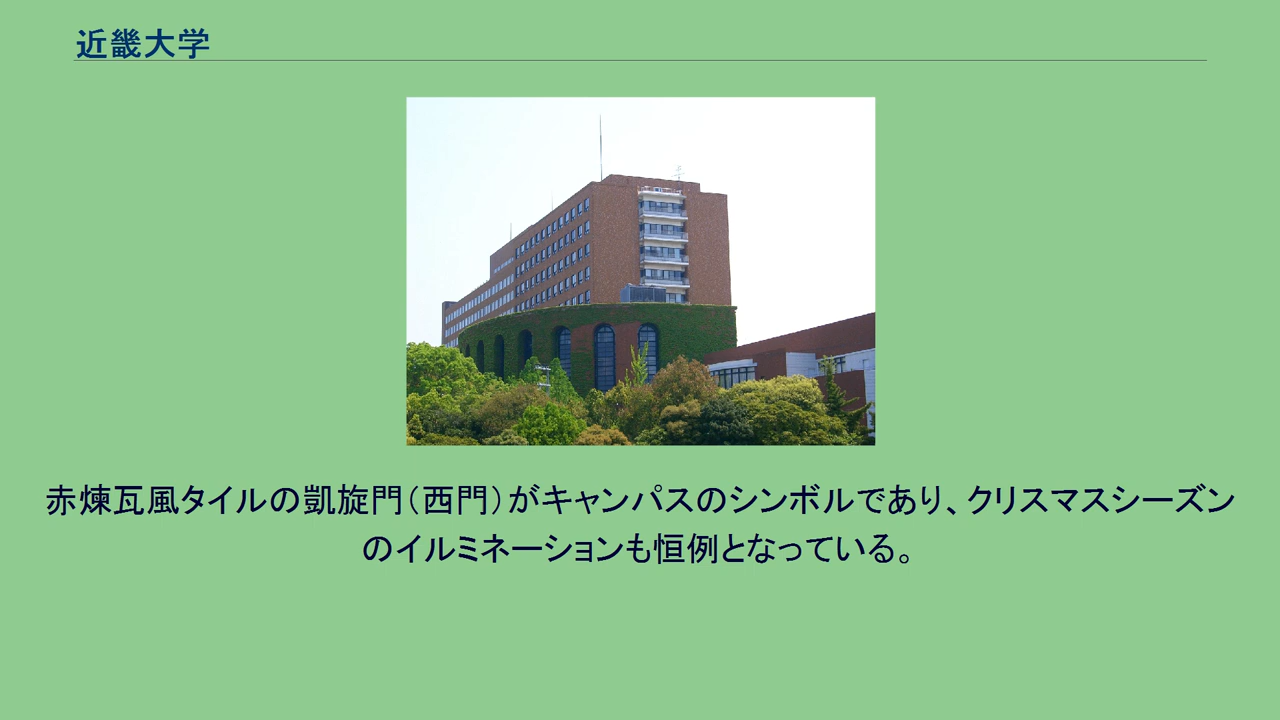 近畿大学
赤煉瓦風タイルの凱旋門（西門）がキャンパスのシンボルであり、クリスマスシーズン
のイルミネーションも恒例となっている。